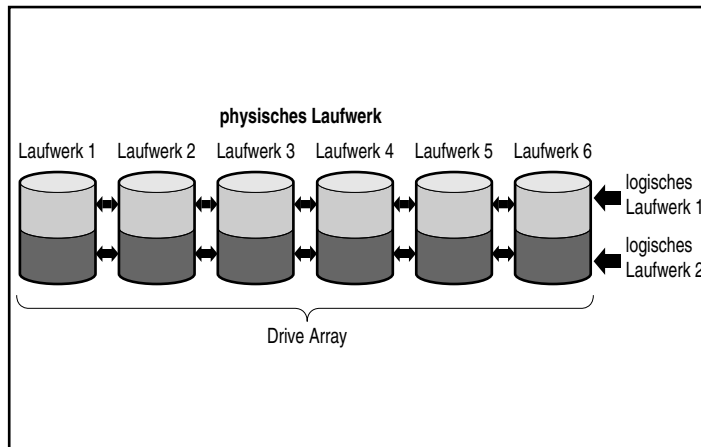 physisches Laufwerk
Laufwerk 1 Laufwerk 2 Laufwerk 3 Laufwerk 4 Laufwerk 5 Laufwerk 6
logisches
Laufwerk 1
logisches
Laufwerk 2
Drive Array